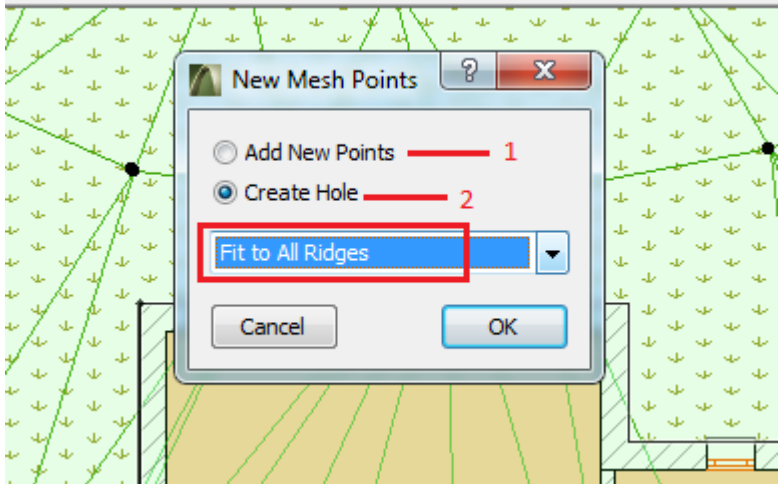 New Mesh Points ?
Add New Points 1
Create Hole 2
Fit to All Ridges
Cancel OK